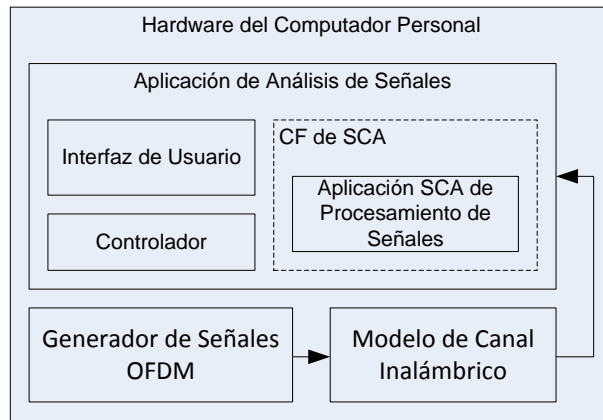 Hardware del Computador Personal
Aplicación de Análisis de Señales
Interfaz de Usuario
Controlador
CF de SCA
Aplicación SCA de
Procesamiento de
Señales
Generador de Señales
OFDM
Modelo de Canal
Inalámbrico